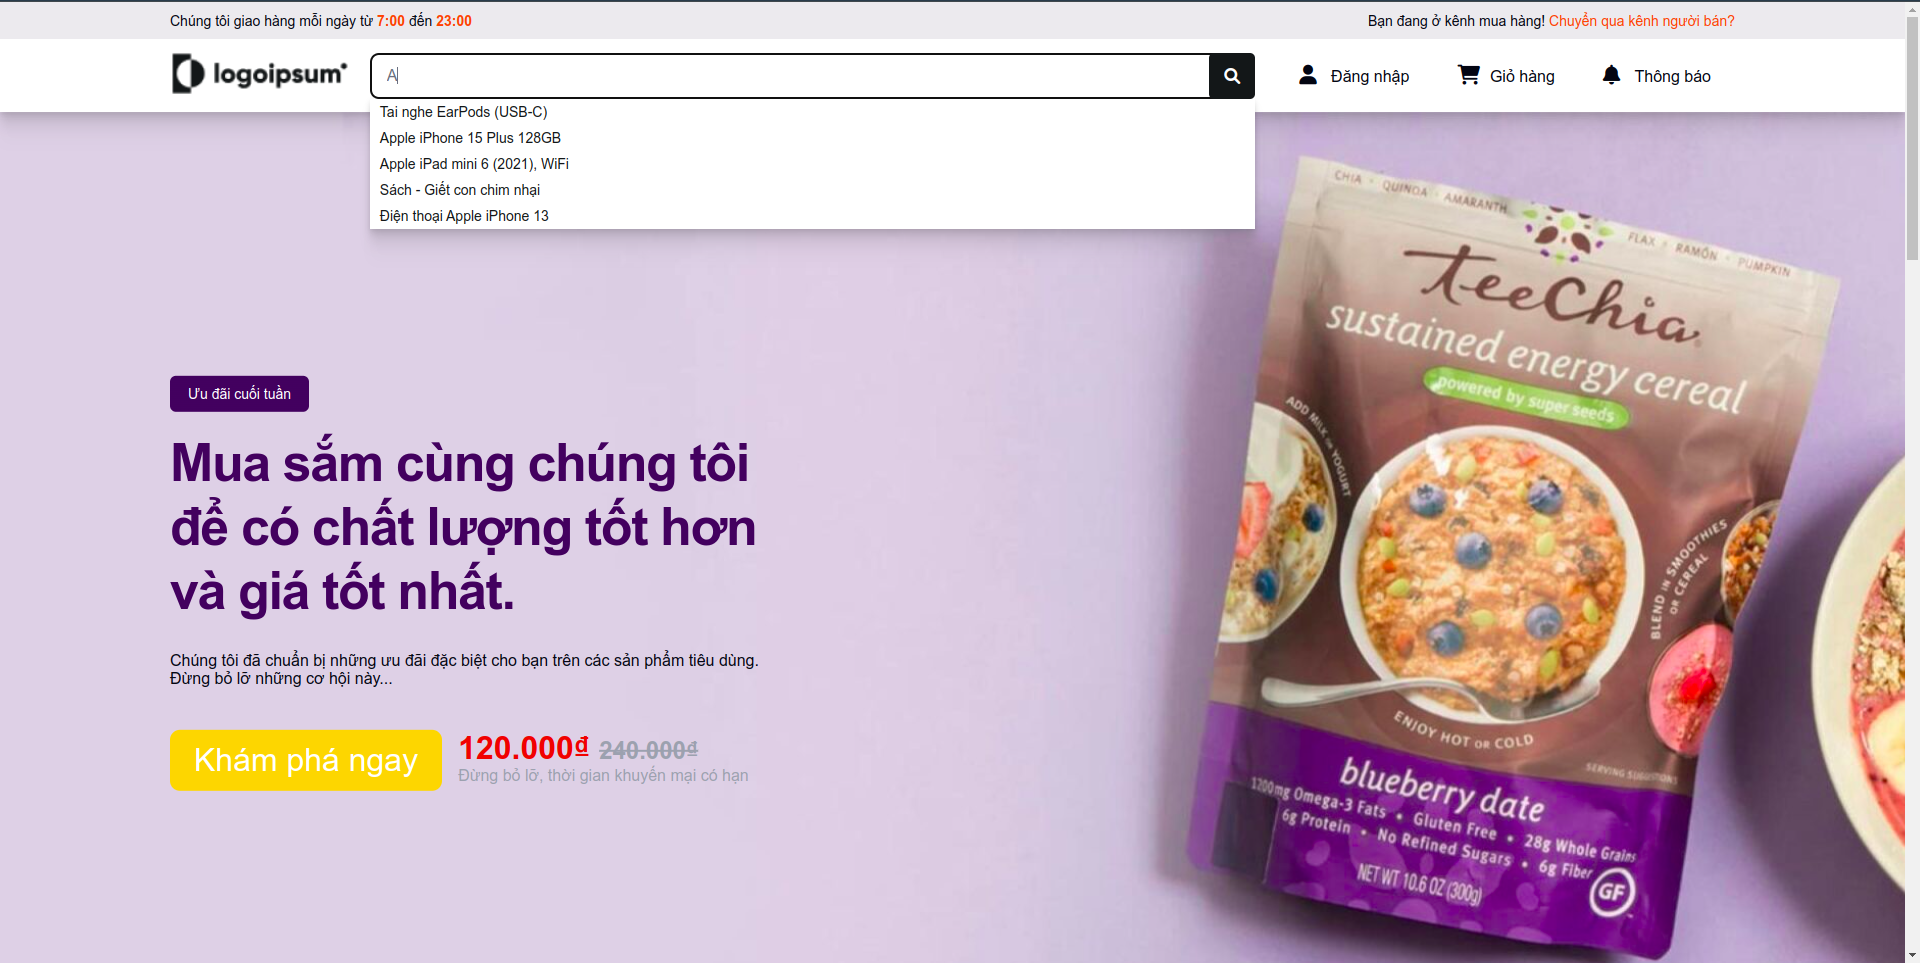 Chúng tôi giao hàng mỗi ngày từ 7:00 đến 23:00
Bạn đang ở kênh mua hàng! Chuyển qua kênh người bán?
logoipsum
A
Đăng nhập
Giỏ hàng
Thông báo
Tai nghe EarPods (USB-C)
Apple iPhone 15 Plus 128GB
Apple iPad mini 6 (2021), WiFi
Sách - Giết con chim nhại
Điện thoại Apple iPhone 13
Ưu đãi cuối tuần
Mua sắm cùng chúng tôi
để có chất lượng tốt hơn
và giá tốt nhất.
Chúng tôi đã chuẩn bị những ưu đãi đặc biệt cho bạn trên các sản phẩm tiêu dùng.
Đừng bỏ lỡ những cơ hội này...
Khám phá ngay
120.000₫ 240.000₫
Đừng bỏ lỡ, thời gian khuyến mại có hạn
CHIA • QUINOA • AMARANTH
FLAX • RAMÓN • PUMPKIN
teeChia
sustained energy cereal
powered by super seeds
ADD MILK OR YOGURT
BLEND IN SMOOTHIES
OR CEREAL
ENJOY HOT OR COLD
SERVING SUGGESTIONS
blueberry date
1200mg Omega-3 Fats • Gluten Free • 28g Whole Grains
6g Protein • No Refined Sugars • 6g Fiber
NET WT 10.6 OZ (300g)
GF